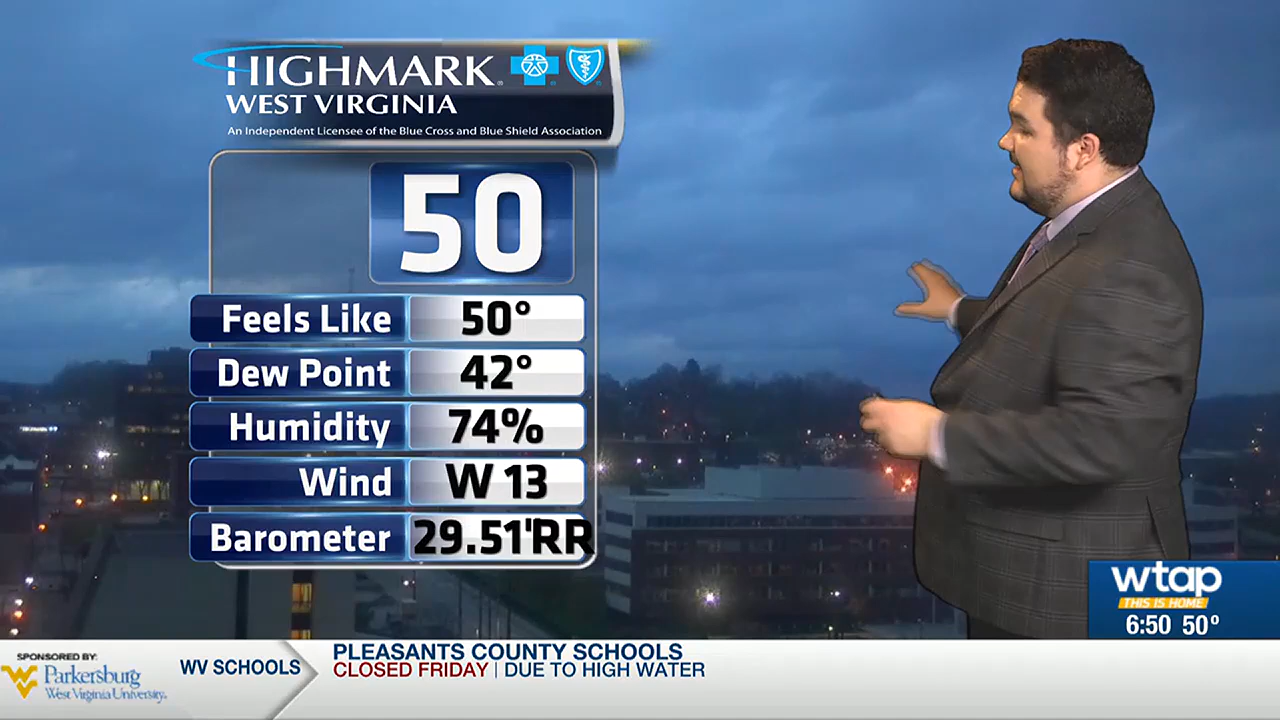 HIGHMARK®
WEST VIRGINIA
An Independent Licensee of the Blue Cross and Blue Shield Association
50
Feels Like 50°
Dew Point 42°
Humidity 74%
Wind W 13
Barometer 29.51"RR
wtap
THIS IS HOME
6:50 50°
SPONSORED BY:
Parkersburg
West Virginia University.
WV SCHOOLS
PLEASANTS COUNTY SCHOOLS
CLOSED FRIDAY | DUE TO HIGH WATER